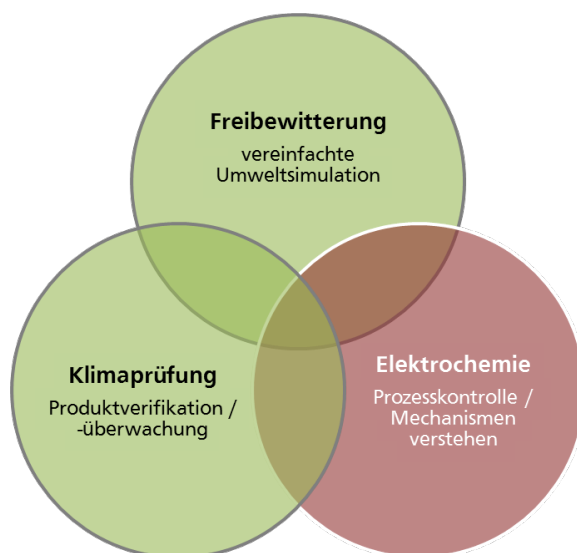 Freibewitterung
vereinfachte
Umweltsimulation
Klimaprüfung
Produktverifikation /
-überwachung
Elektrochemie
Prozesskontrolle /
Mechanismen
verstehen